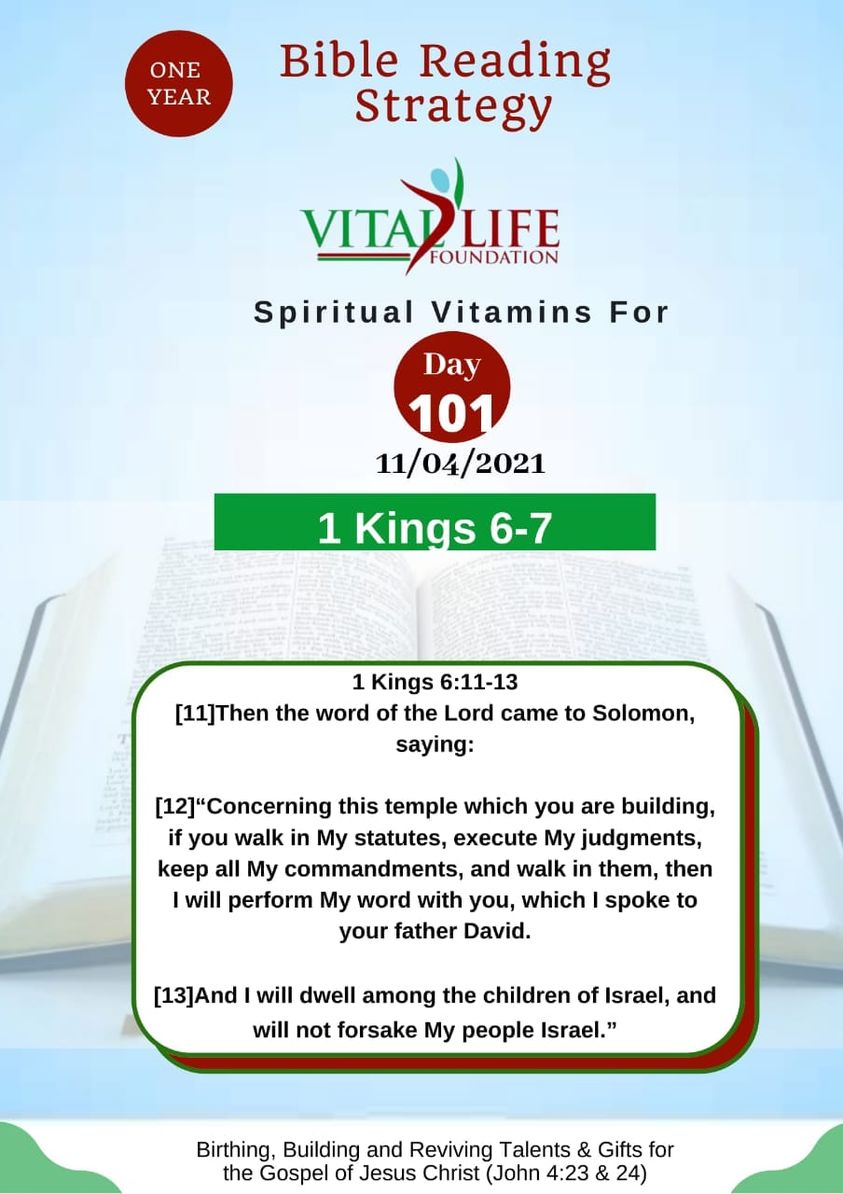 ONE
YEAR
Bible Reading
Strategy
VITAL LIFE
FOUNDATION
Spiritual Vitamins For
Day
101
11/04/2021
1 Kings 6-7
1 Kings 6:11-13
[11]Then the word of the Lord came to Solomon,
saying:
[12]“Concerning this temple which you are building,
if you walk in My statutes, execute My judgments,
keep all My commandments, and walk in them, then
I will perform My word with you, which I spoke to
your father David.
[13]And I will dwell among the children of Israel, and
will not forsake My people Israel.”
Birthing, Building and Reviving Talents & Gifts for
the Gospel of Jesus Christ (John 4:23 & 24)